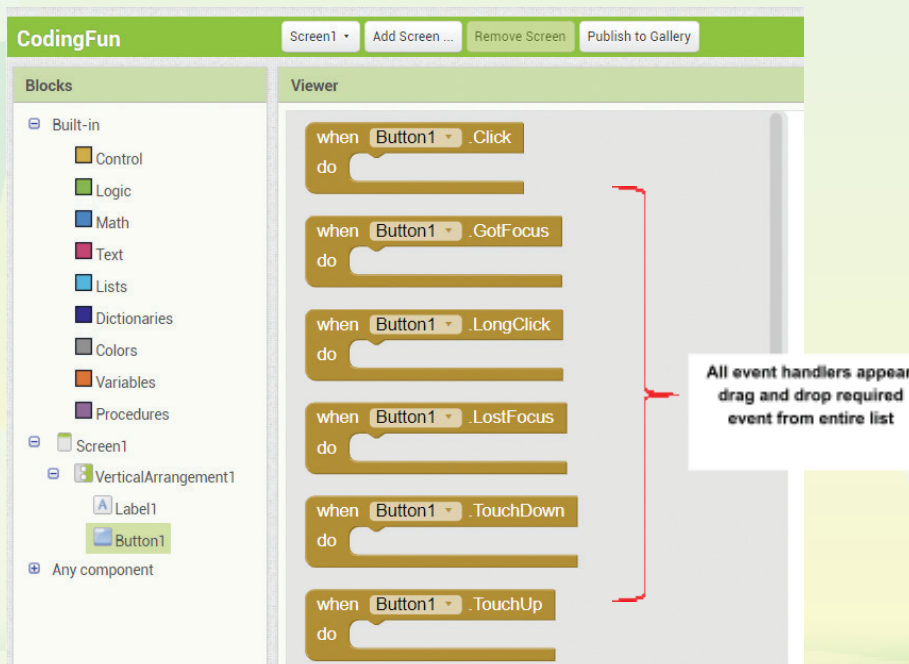 CodingFun
Screen1 Add Screen ... Remove Screen Publish to Gallery
Blocks
Viewer
Built-in
Control
Logic
Math
Text
Lists
Dictionaries
Colors
Variables
Procedures
Screen1
VerticalArrangement1
Label1
Button1
Any component
when Button1 .Click
do
when Button1 .GotFocus
do
when Button1 .LongClick
do
when Button1 .LostFocus
do
when Button1 .TouchDown
do
when Button1 .TouchUp
do
All event handlers appear
drag and drop required
event from entire list